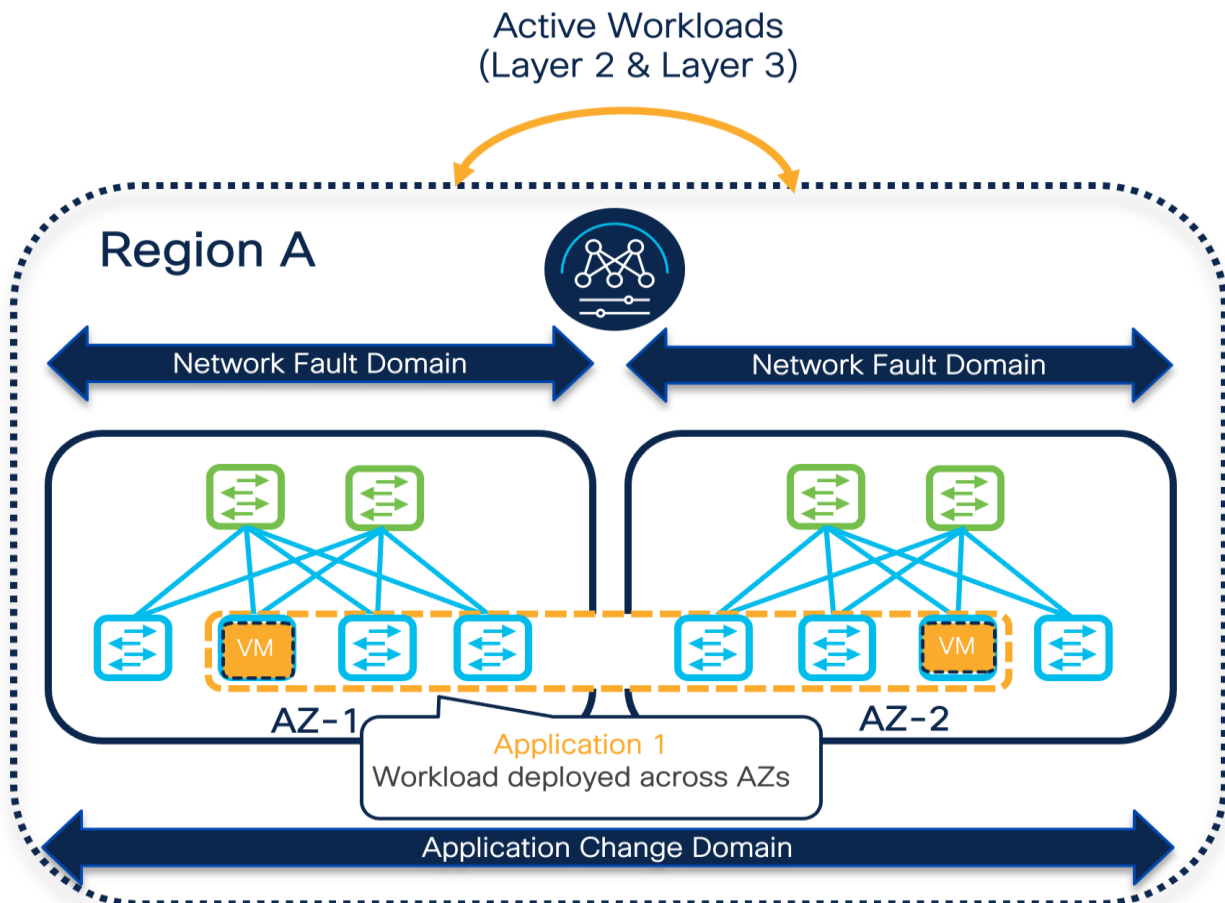 Active Workloads
(Layer 2 & Layer 3)
Region A
Network Fault Domain
Network Fault Domain
VM
VM
AZ-1
AZ-2
Application 1
Workload deployed across AZs
Application Change Domain